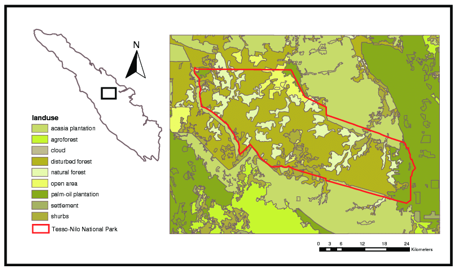 N
landuse
acasia plantation
agroforest
cloud
disturbd forest
natural forest
open area
palm-oil plantation
settlement
shurbs
Tesso-Nilo National Park
0 3 6 12 18 24
Kilometers